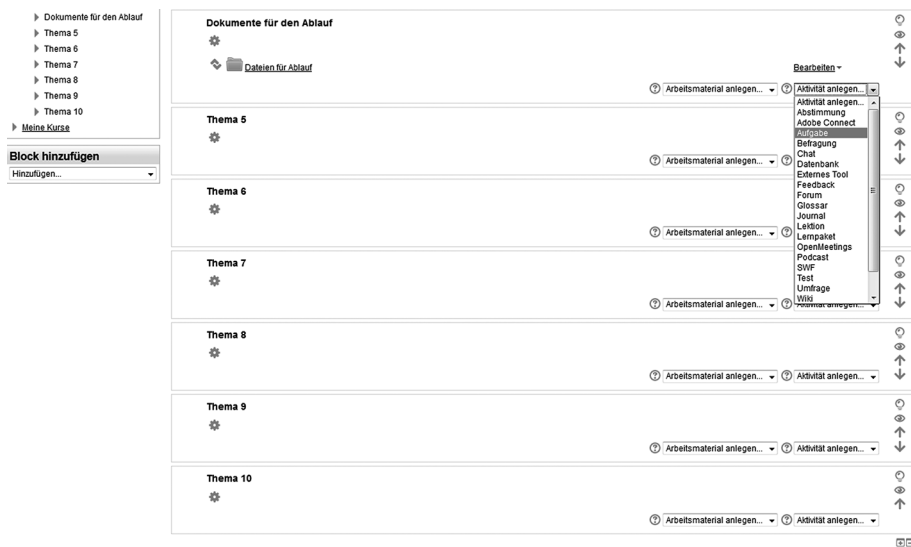 Dokumente für den Ablauf
Thema 5
Thema 6
Thema 7
Thema 8
Thema 9
Thema 10
Meine Kurse
Block hinzufügen
Hinzufügen...
Dokumente für den Ablauf
Dateien für Ablauf
Bearbeiten
Arbeitsmaterial anlegen... Aktivität anlegen...
Aktivität anlegen...
Abstimmung
Adobe Connect
Aufgabe
Befragung
Chat
Datenbank
Externes Tool
Feedback
Forum
Glossar
Journal
Lektion
Lernpaket
OpenMeetings
Podcast
SWF
Test
Umfrage
Wiki
Thema 5
Arbeitsmaterial anlegen...
Thema 6
Arbeitsmaterial anlegen...
Thema 7
Arbeitsmaterial anlegen... Aktivität anlegen...
Thema 8
Arbeitsmaterial anlegen... Aktivität anlegen...
Thema 9
Arbeitsmaterial anlegen... Aktivität anlegen...
Thema 10
Arbeitsmaterial anlegen... Aktivität anlegen...